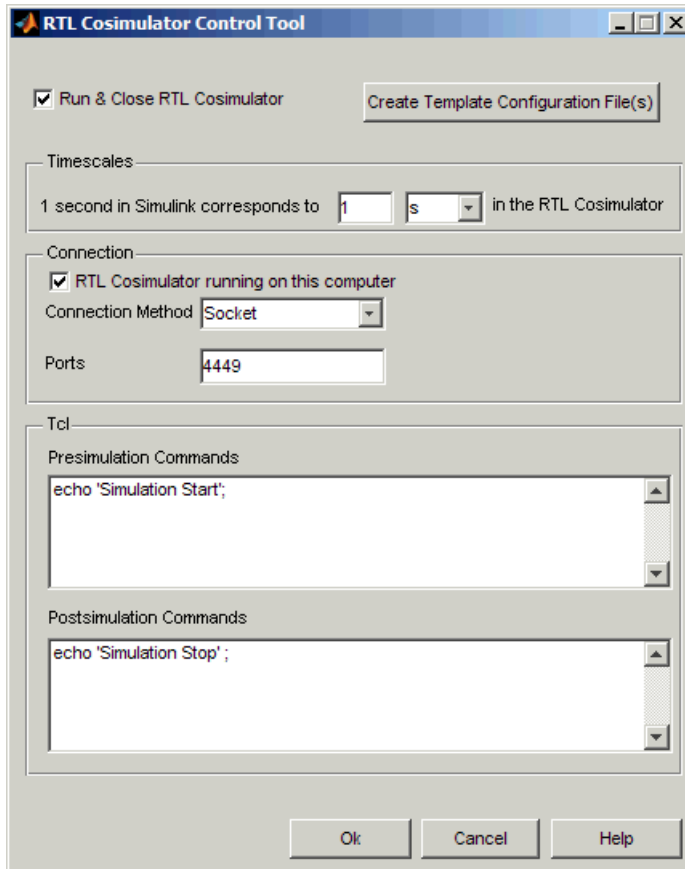 RTL Cosimulator Control Tool
Run & Close RTL Cosimulator
Create Template Configuration File(s)
Timescales
1 second in Simulink corresponds to 1 s in the RTL Cosimulator
Connection
RTL Cosimulator running on this computer
Connection Method Socket
Ports 4449
Tcl
Presimulation Commands
echo 'Simulation Start';
Postsimulation Commands
echo 'Simulation Stop' ;
Ok Cancel Help